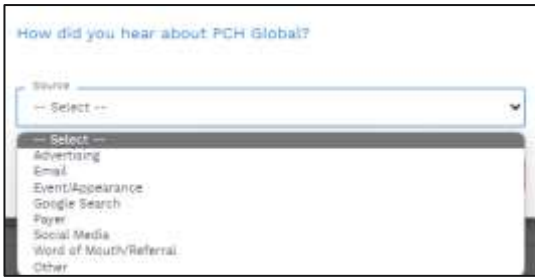 How did you hear about PCH Global?
Source
-- Select --
-- Select --
Advertising
Email
Event/Appearance
Google Search
Payer
Social Media
Word of Mouth/Referral
Other